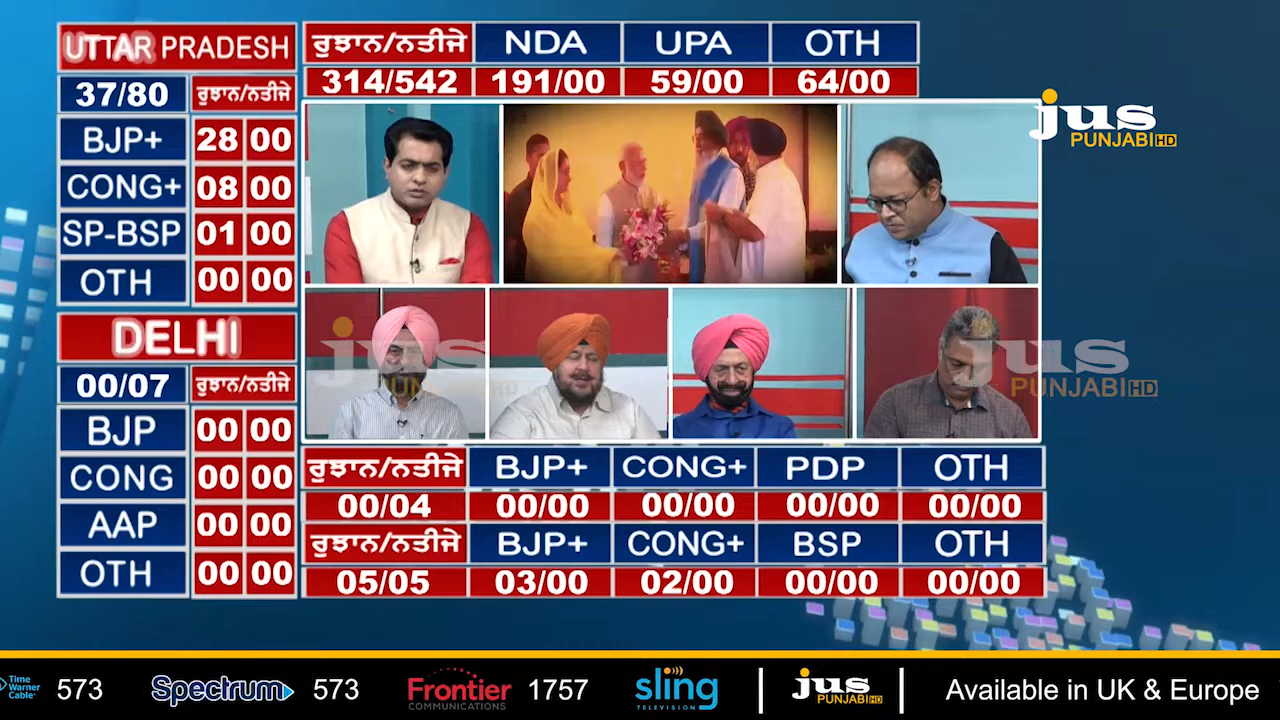 UTTAR PRADESH
37/80 ਰੁਝਾਨ/ਨਤੀਜੇ
BJP+ 28 00
CONG+ 08 00
SP-BSP 01 00
OTH 00 00
DELHI
00/07 ਰੁਝਾਨ/ਨਤੀਜੇ
BJP 00 00
CONG 00 00
AAP 00 00
OTH 00 00
ਰੁਝਾਨ/ਨਤੀਜੇ NDA UPA OTH
314/542 191/00 59/00 64/00
jus
PUNJABI HD
jus
PUNJABI
jus
PUNJABI HD
ਰੁਝਾਨ/ਨਤੀਜੇ BJP+ CONG+ PDP OTH
00/04 00/00 00/00 00/00 00/00
ਰੁਝਾਨ/ਨਤੀਜੇ BJP+ CONG+ BSP OTH
05/05 03/00 02/00 00/00 00/00
Time Warner Cable 573 Spectrum 573 Frontier COMMUNICATIONS 1757 sling TELEVISION jus PUNJABI HD Available in UK & Europe